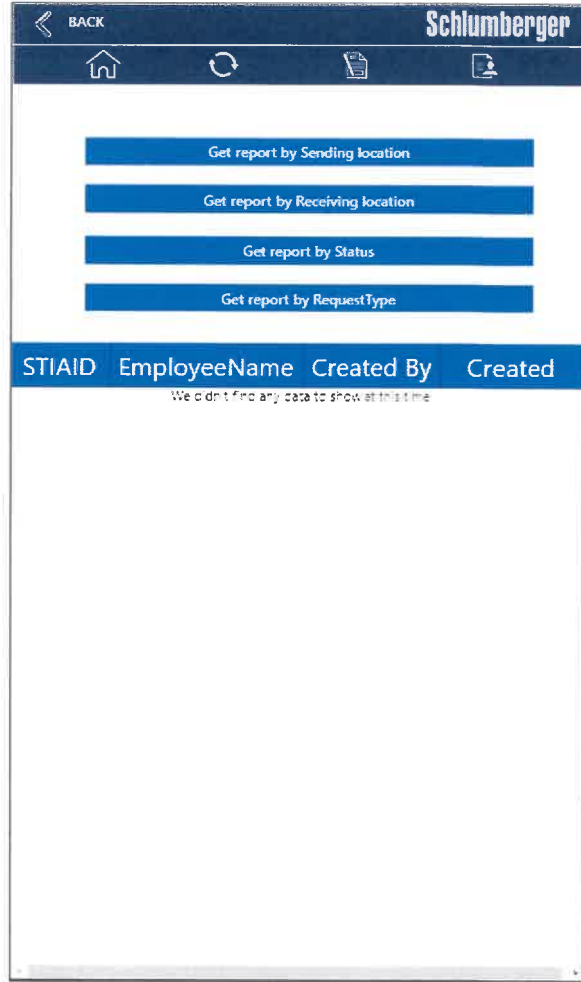 BACK
Schlumberger
Get report by Sending location
Get report by Receiving location
Get report by Status
Get report by RequestType
STIAID EmployeeName Created By Created
We didn't find any data to show at this time